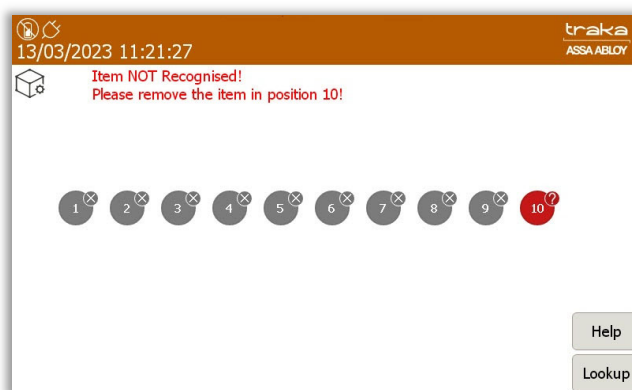 traka
13/03/2023 11:21:27
ASSA ABLOY
Item NOT Recognised!
Please remove the item in position 10!
1 2 3 4 5 6 7 8 9 10 ?
Help
Lookup